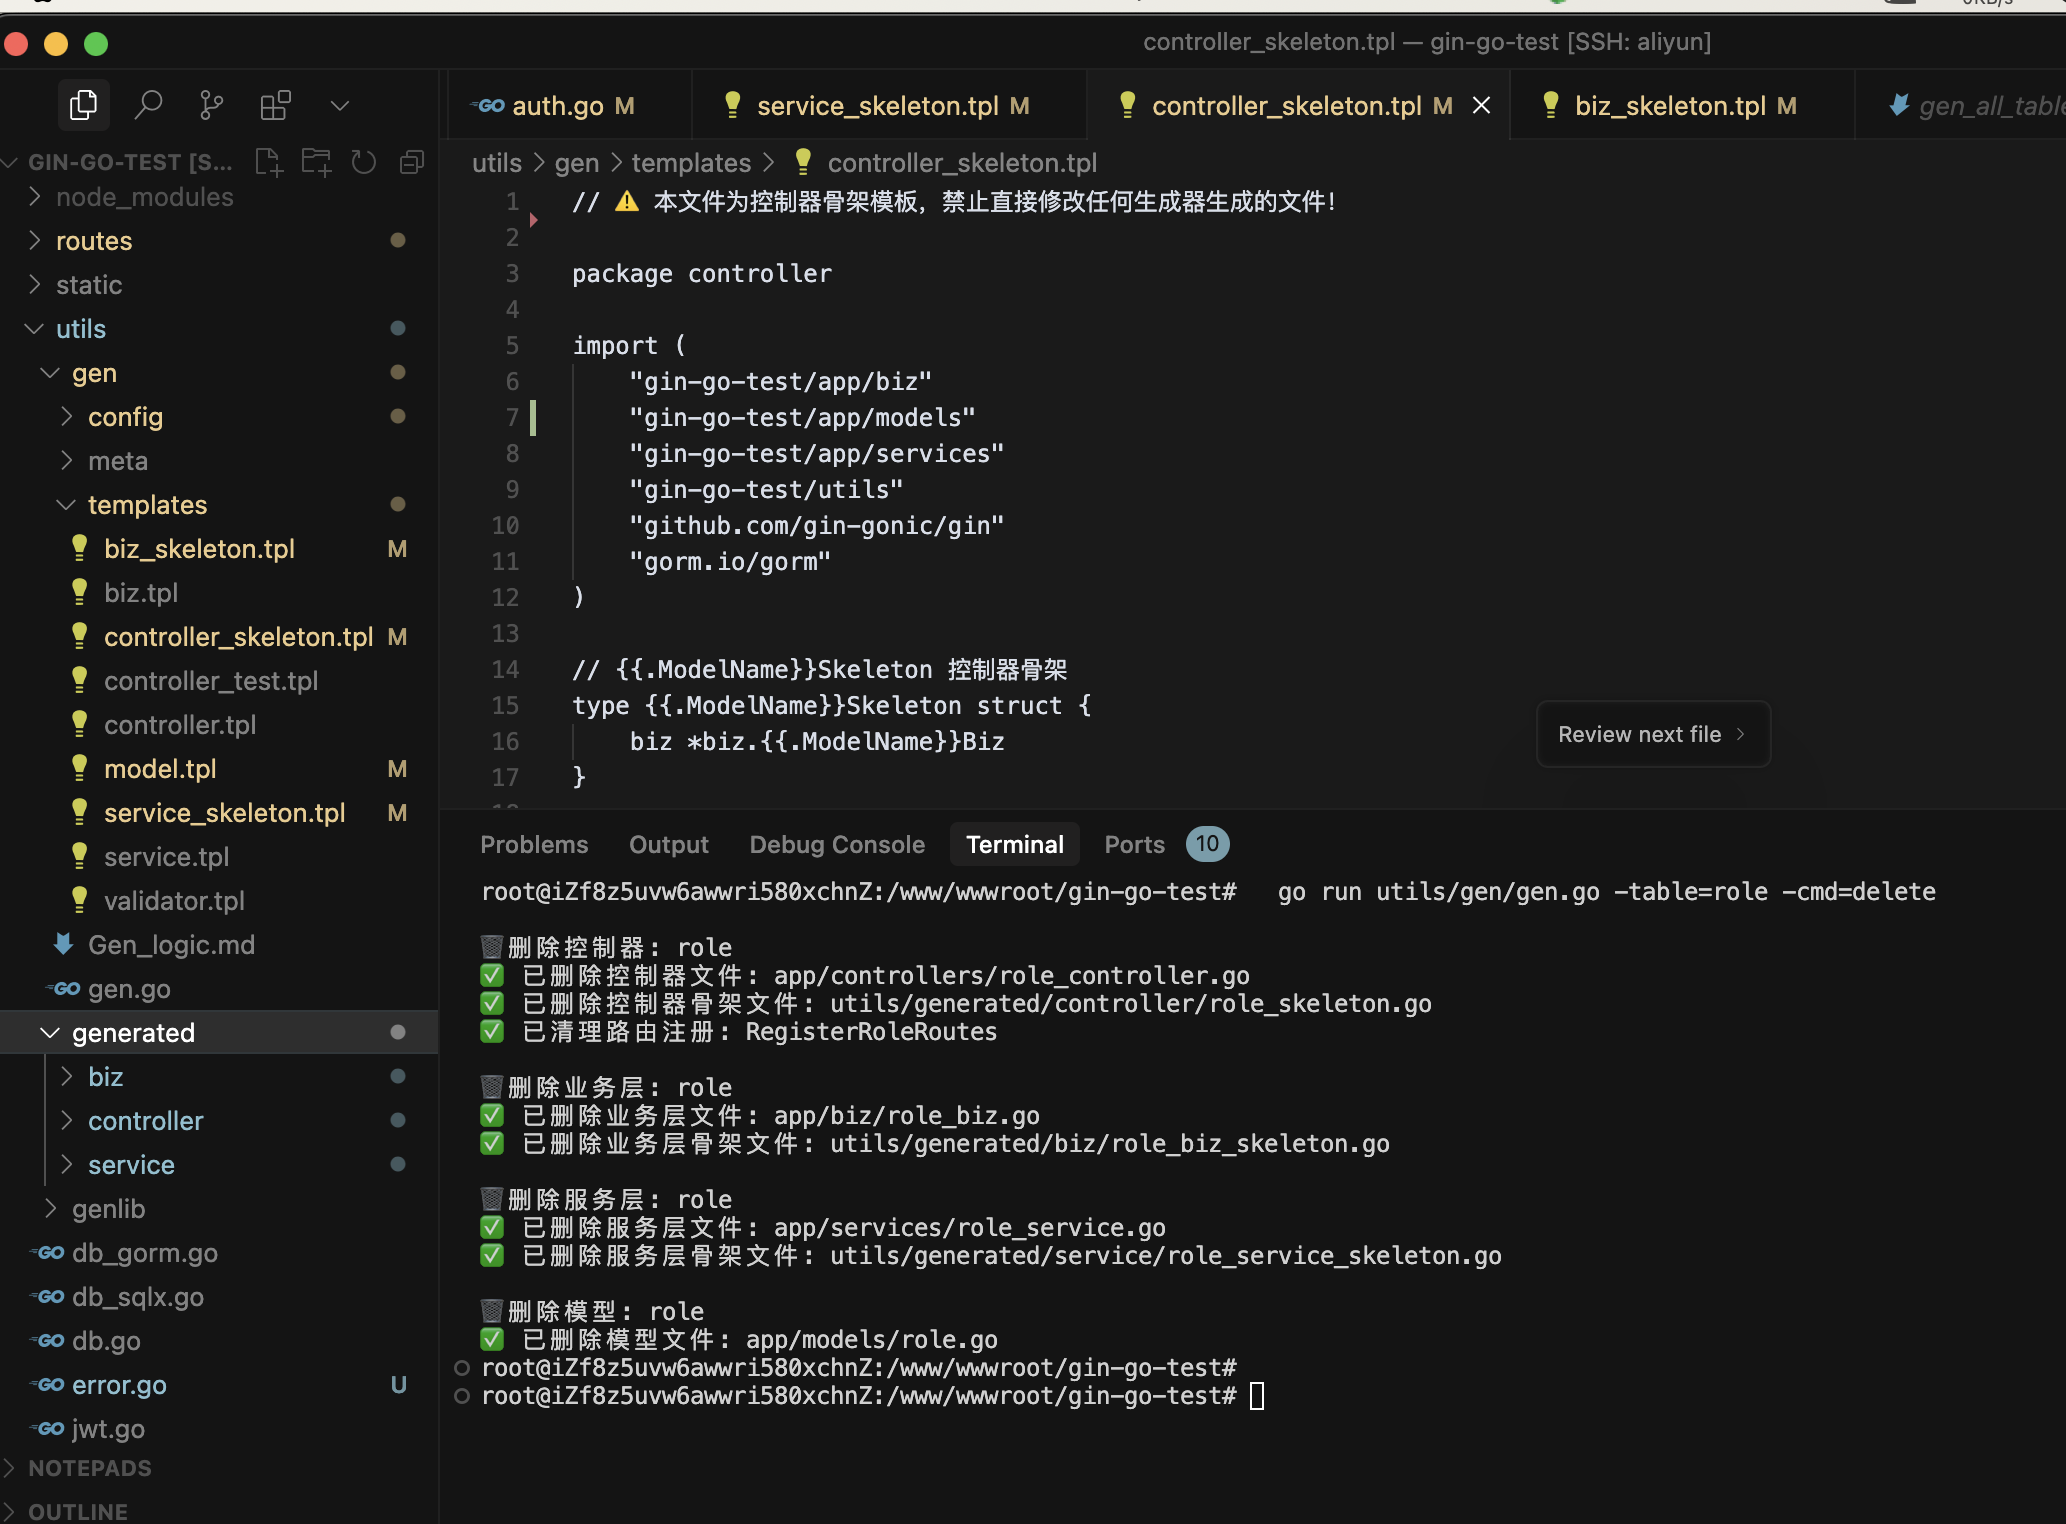 controller_skeleton.tpl — gin-go-test [SSH: aliyun]
auth.go M
service_skeleton.tpl M
controller_skeleton.tpl M
biz_skeleton.tpl M
GIN-GO-TEST [S...
node_modules
routes
static
utils
gen
config
meta
templates
biz_skeleton.tpl M
biz.tpl
controller_skeleton.tpl M
controller_test.tpl
controller.tpl
model.tpl M
service_skeleton.tpl M
service.tpl
validator.tpl
Gen_logic.md
gen.go
generated
biz
controller
service
genlib
db_gorm.go
db_sqlx.go
db.go
error.go U
jwt.go
NOTEPADS
OUTLINE
utils > gen > templates > controller_skeleton.tpl
1 // ⚠️ 本文件为控制器骨架模板，禁止直接修改任何生成器生成的文件！
2
3 package controller
4
5 import (
6 "gin-go-test/app/biz"
7 "gin-go-test/app/models"
8 "gin-go-test/app/services"
9 "gin-go-test/utils"
10 "github.com/gin-gonic/gin"
11 "gorm.io/gorm"
12 )
13
14 // {{.ModelName}}Skeleton 控制器骨架
15 type {{.ModelName}}Skeleton struct {
16 biz *biz.{{.ModelName}}Biz
17 }
Review next file >
Problems Output Debug Console Terminal Ports 10
root@iZf8z5uvw6awwri580xchnZ:/www/wwwroot/gin-go-test# go run utils/gen/gen.go -table=role -cmd=delete
🗑️删除控制器: role
✅ 已删除控制器文件: app/controllers/role_controller.go
✅ 已删除控制器骨架文件: utils/generated/controller/role_skeleton.go
✅ 已清理路由注册: RegisterRoleRoutes
🗑️删除业务层: role
✅ 已删除业务层文件: app/biz/role_biz.go
✅ 已删除业务层骨架文件: utils/generated/biz/role_biz_skeleton.go
🗑️删除服务层: role
✅ 已删除服务层文件: app/services/role_service.go
✅ 已删除服务层骨架文件: utils/generated/service/role_service_skeleton.go
🗑️删除模型: role
✅ 已删除模型文件: app/models/role.go
root@iZf8z5uvw6awwri580xchnZ:/www/wwwroot/gin-go-test#
root@iZf8z5uvw6awwri580xchnZ:/www/wwwroot/gin-go-test#